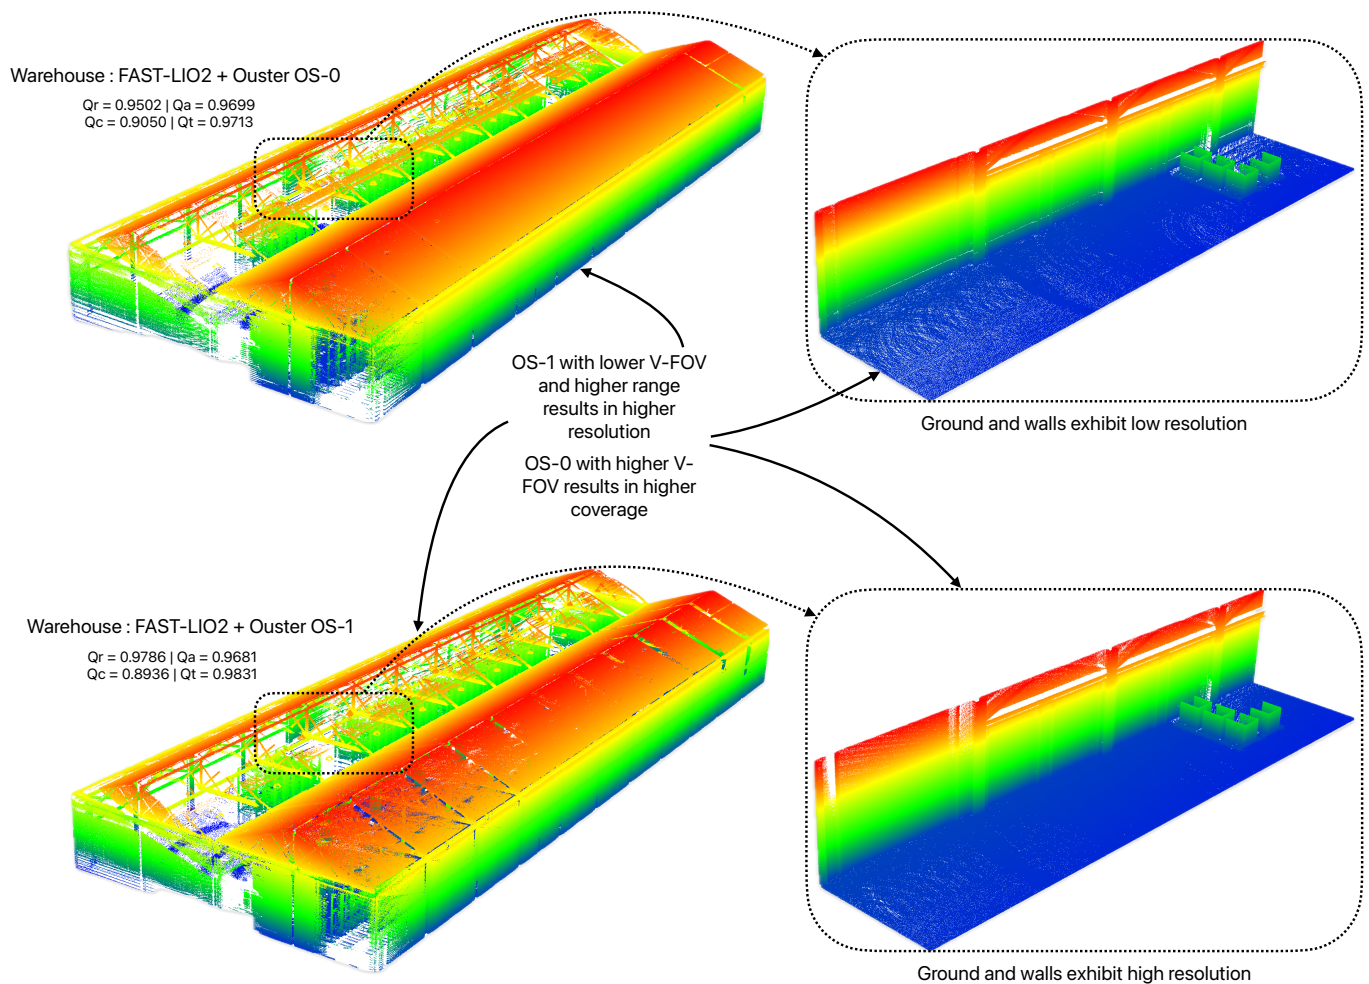 Warehouse : FAST-LIO2 + Ouster OS-0
Qr = 0.9502 | Qa = 0.9699
Qc = 0.9050 | Qt = 0.9713
OS-1 with lower V-FOV
and higher range
results in higher
resolution
OS-0 with higher V-
FOV results in higher
coverage
Ground and walls exhibit low resolution
Warehouse : FAST-LIO2 + Ouster OS-1
Qr = 0.9786 | Qa = 0.9681
Qc = 0.8936 | Qt = 0.9831
Ground and walls exhibit high resolution